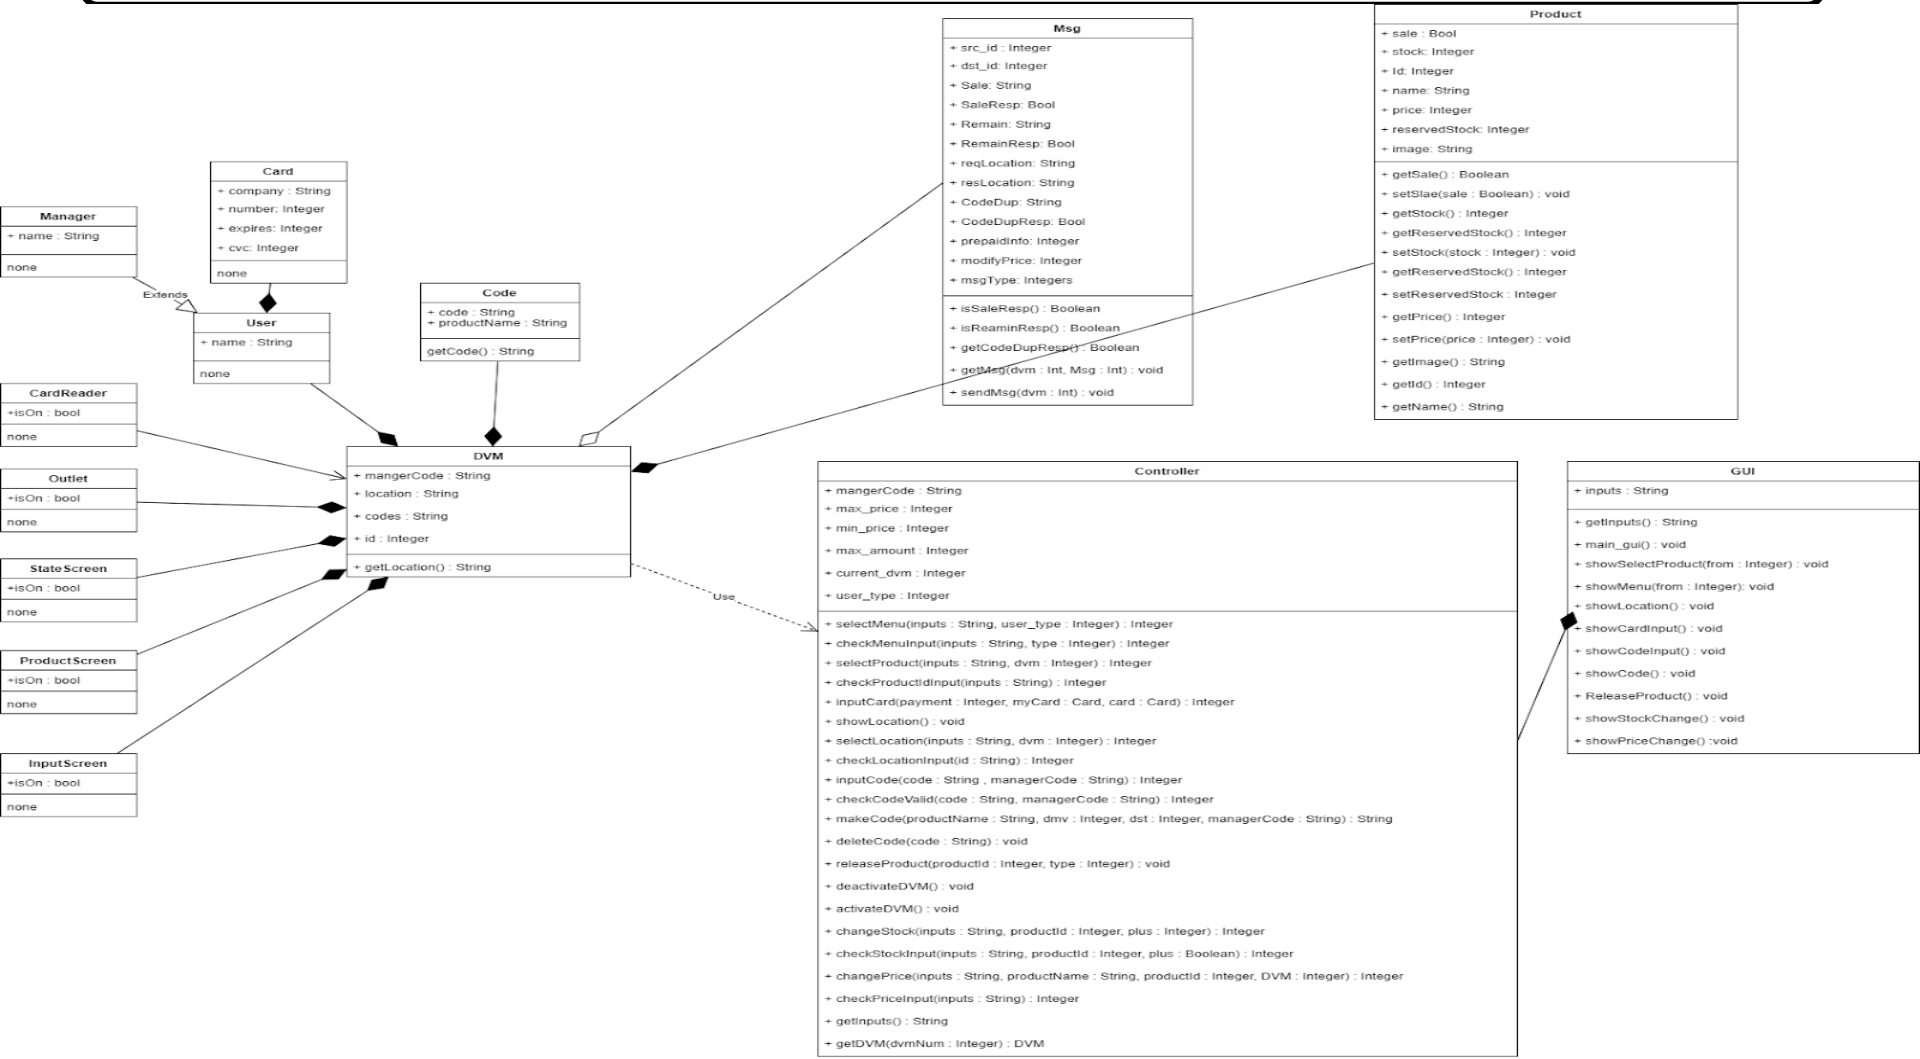 Manager
+ name : String
none
Card
+ company : String
+ number: Integer
+ expires: Integer
+ cvc: Integer
none
Extends
User
+ name : String
none
Code
+ code : String
+ productName : String
getCode() : String
Msg
+ src_id : Integer
+ dst_id: Integer
+ Sale: String
+ SaleResp: Bool
+ Remain: String
+ RemainResp: Bool
+ reqLocation: String
+ resLocation: String
+ CodeDup: String
+ CodeDupResp: Bool
+ prepaidInfo: Integer
+ modifyPrice: Integer
+ msgType: Integers
+ isSaleResp() : Boolean
+ isReaminResp() : Boolean
+ getCodeDupResp() : Boolean
+ getMsg(dvm : Int, Msg : Int) : void
+ sendMsg(dvm : Int) : void
Product
+ sale : Bool
+ stock: Integer
+ Id: Integer
+ name: String
+ price: Integer
+ reservedStock: Integer
+ image: String
+ getSale() : Boolean
+ setSlae(sale : Boolean) : void
+ getStock() : Integer
+ getReservedStock() : Integer
+ setStock(stock : Integer) : void
+ getReservedStock() : Integer
+ setReservedStock : Integer
+ getPrice() : Integer
+ setPrice(price : Integer) : void
+ getImage() : String
+ getId() : Integer
+ getName() : String
CardReader
+isOn : bool
none
Outlet
+isOn : bool
none
StateScreen
+isOn : bool
none
ProductScreen
+isOn : bool
none
InputScreen
+isOn : bool
none
DVM
+ mangerCode : String
+ location : String
+ codes : String
+ id : Integer
+ getLocation() : String
Use
Controller
+ mangerCode : String
+ max_price : Integer
+ min_price : Integer
+ max_amount : Integer
+ current_dvm : Integer
+ user_type : Integer
+ selectMenu(inputs : String, user_type : Integer) : Integer
+ checkMenuInput(inputs : String, type : Integer) : Integer
+ selectProduct(inputs : String, dvm : Integer) : Integer
+ checkProductIdInput(inputs : String) : Integer
+ inputCard(payment : Integer, myCard : Card, card : Card) : Integer
+ showLocation() : void
+ selectLocation(inputs : String, dvm : Integer) : Integer
+ checkLocationInput(id : String) : Integer
+ inputCode(code : String , managerCode : String) : Integer
+ checkCodeValid(code : String, managerCode : String) : Integer
+ makeCode(productName : String, dmv : Integer, dst : Integer, managerCode : String) : String
+ deleteCode(code : String) : void
+ releaseProduct(productId : Integer, type : Integer) : void
+ deactivateDVM() : void
+ activateDVM() : void
+ changeStock(inputs : String, productId : Integer, plus : Integer) : Integer
+ checkStockInput(inputs : String, productId : Integer, plus : Boolean) : Integer
+ changePrice(inputs : String, productName : String, productId : Integer, DVM : Integer) : Integer
+ checkPriceInput(inputs : String) : Integer
+ getInputs() : String
+ getDVM(dvmNum : Integer) : DVM
GUI
+ inputs : String
+ getInputs() : String
+ main_gui() : void
+ showSelectProduct(from : Integer) : void
+ showMenu(from : Integer): void
+ showLocation() : void
+ showCardInput() : void
+ showCodeInput() : void
+ showCode() : void
+ ReleaseProduct() : void
+ showStockChange() : void
+ showPriceChange() :void